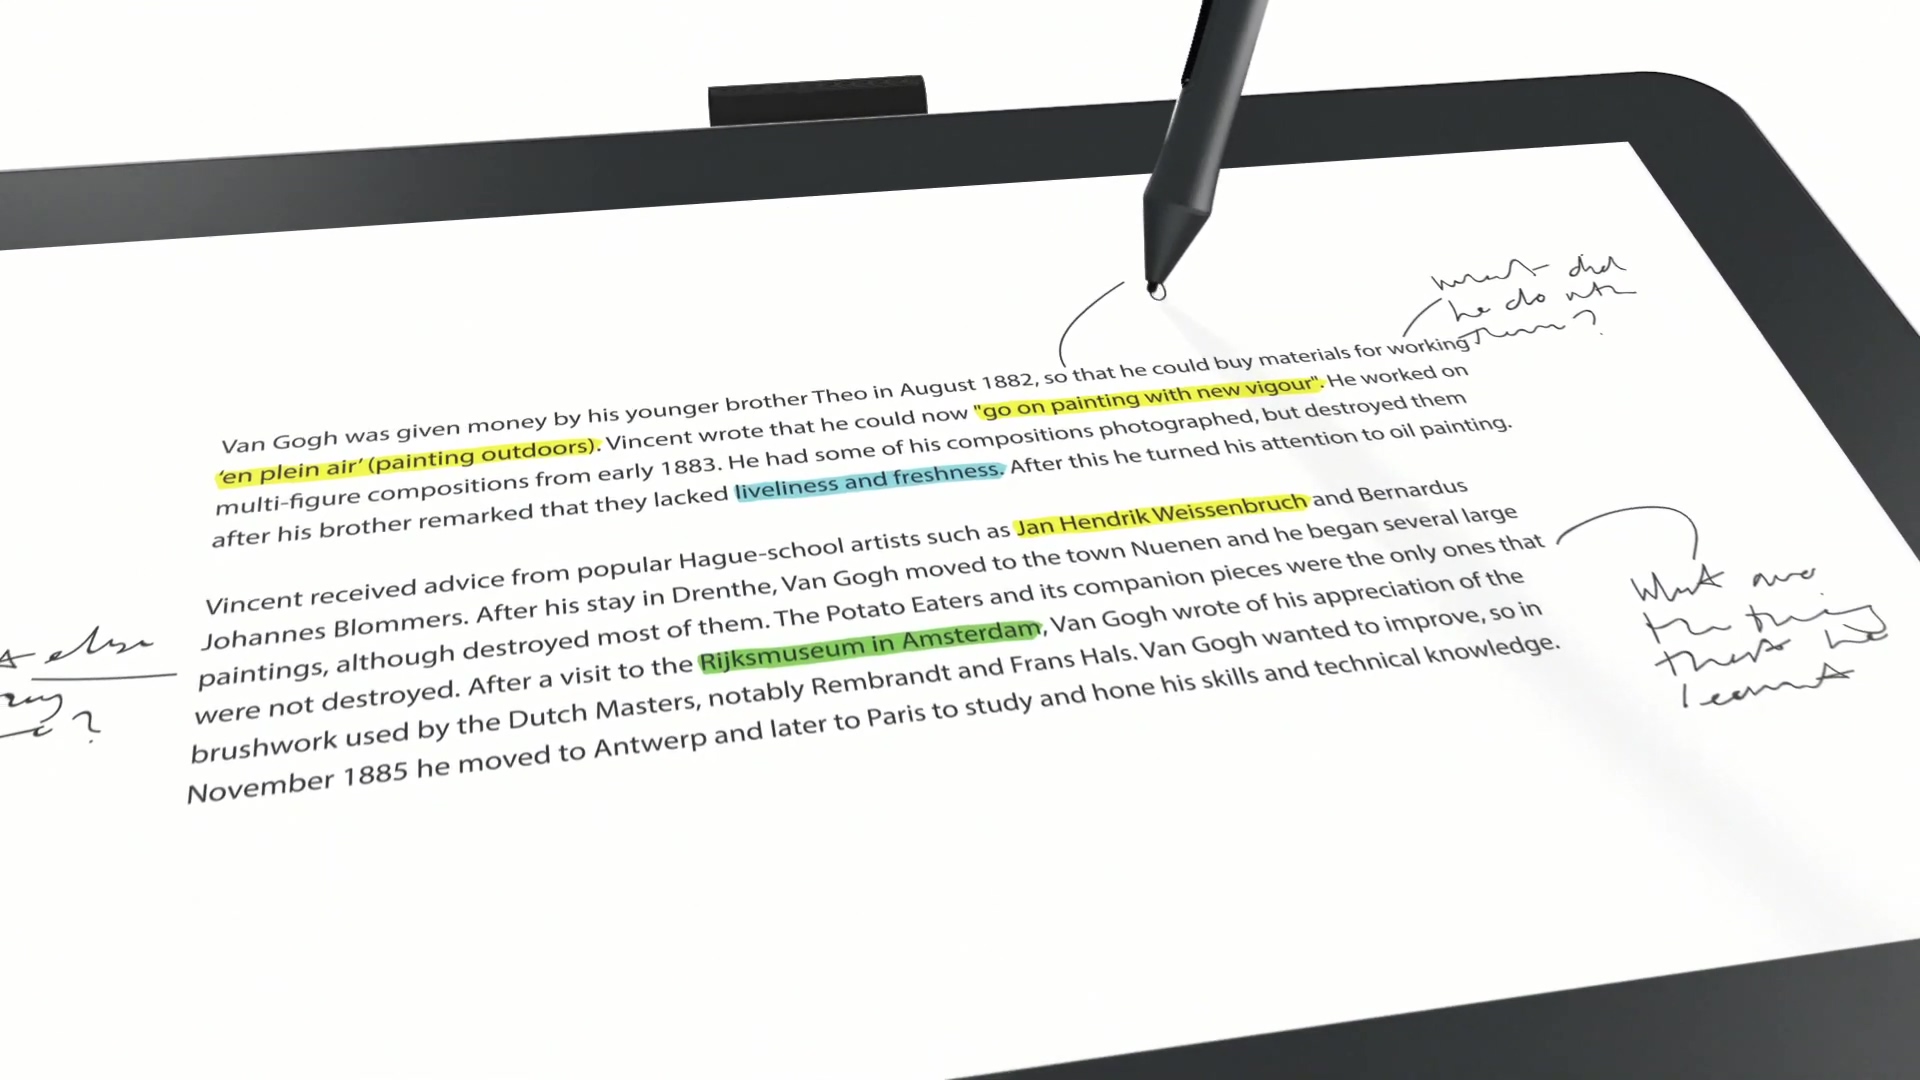 what did
he do with
them?
Van Gogh was given money by his younger brother Theo in August 1882, so that he could buy materials for working
‘en plein air’ (painting outdoors). Vincent wrote that he could now "go on painting with new vigour". He worked on
multi-figure compositions from early 1883. He had some of his compositions photographed, but destroyed them
after his brother remarked that they lacked liveliness and freshness. After this he turned his attention to oil painting.
Vincent received advice from popular Hague-school artists such as Jan Hendrik Weissenbruch and Bernardus
Johannes Blommers. After his stay in Drenthe, Van Gogh moved to the town Nuenen and he began several large
paintings, although destroyed most of them. The Potato Eaters and its companion pieces were the only ones that
were not destroyed. After a visit to the Rijksmuseum in Amsterdam, Van Gogh wrote of his appreciation of the
brushwork used by the Dutch Masters, notably Rembrandt and Frans Hals. Van Gogh wanted to improve, so in
November 1885 he moved to Antwerp and later to Paris to study and hone his skills and technical knowledge.
What are
the things
that he
learnt
else
?